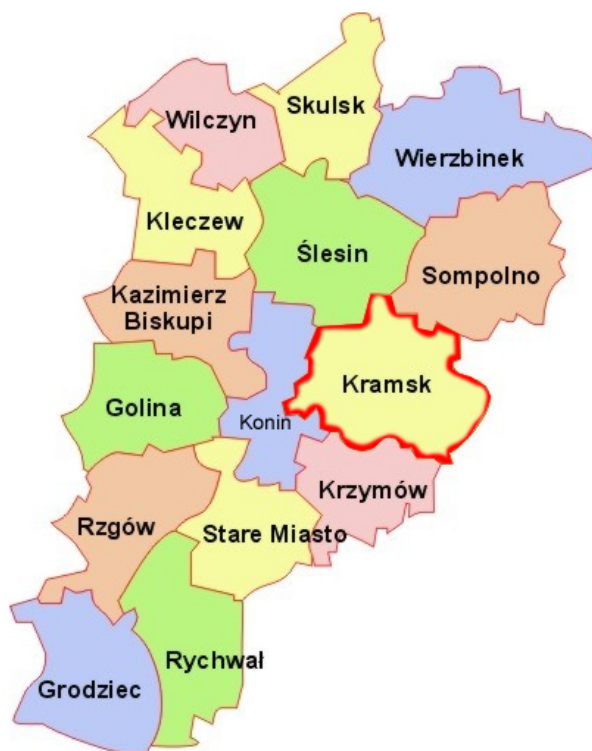 Skulsk
Wilczyn
Wierzbinek
Kleczew
Ślesin
Sompolno
Kazimierz
Biskupi
Kramsk
Golina
Konin
Krzymów
Rzgów
Stare Miasto
Rychwał
Grodziec